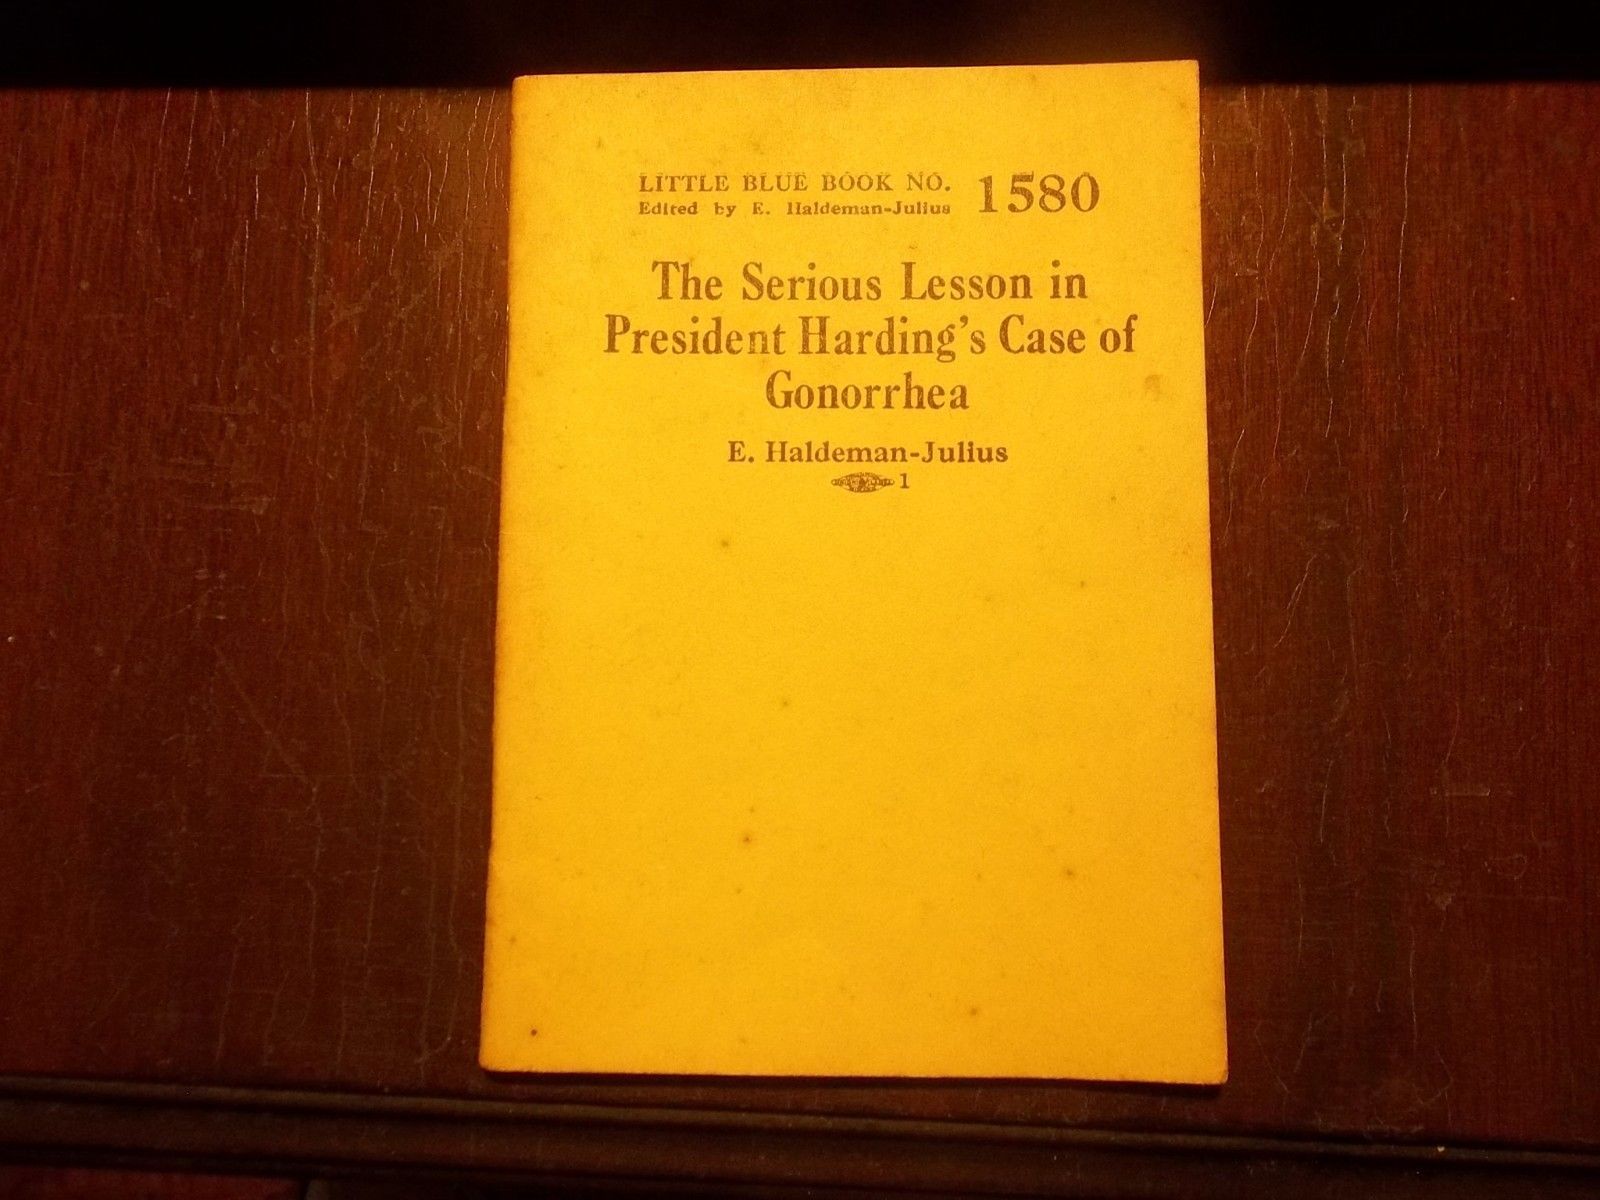 LITTLE BLUE BOOK NO. 1580
Edited by E. Haldeman-Julius
The Serious Lesson in
President Harding's Case of
Gonorrhea
E. Haldeman-Julius
1